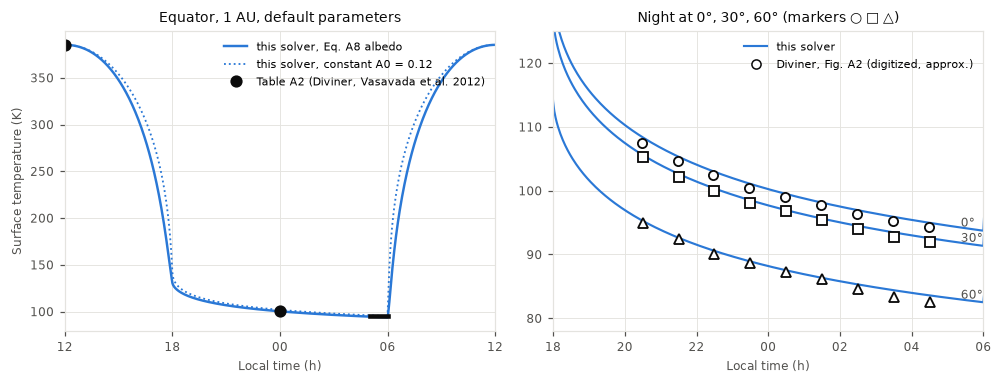 Equator, 1 AU, default parameters
this solver, Eq. A8 albedo
this solver, constant A0 = 0.12
Table A2 (Diviner, Vasavada et al. 2012)
Surface temperature (K)
350
300
250
200
150
100
12
18
00
06
12
Local time (h)
Night at 0°, 30°, 60° (markers ○ □ △)
this solver
Diviner, Fig. A2 (digitized, approx.)
120
110
100
90
80
0°
30°
60°
18
20
22
00
02
04
06
Local time (h)